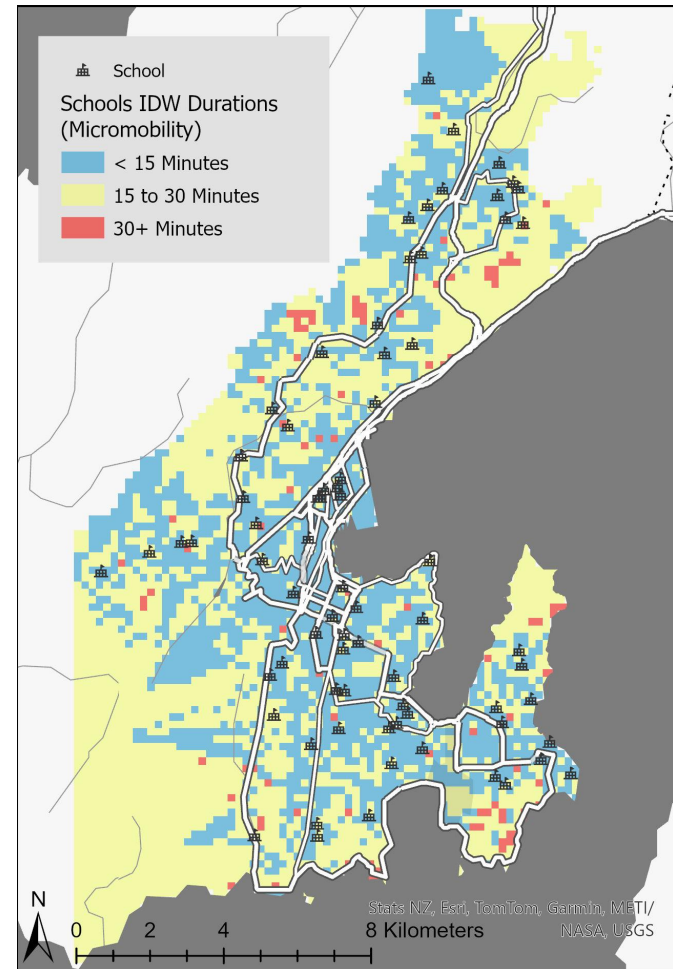 School
Schools IDW Durations
(Micromobility)
< 15 Minutes
15 to 30 Minutes
30+ Minutes
N
0 2 4 8 Kilometers
Stats NZ, Esri, TomTom, Garmin, METI/
NASA, USGS